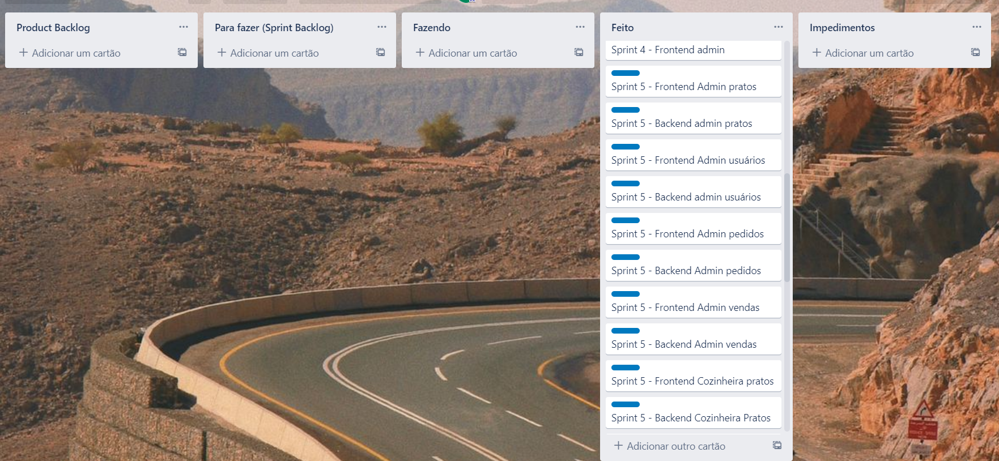 Product Backlog
Adicionar um cartão
Para fazer (Sprint Backlog)
Adicionar um cartão
Fazendo
Adicionar um cartão
Feito
Sprint 4 - Frontend admin
Sprint 5 - Frontend Admin pratos
Sprint 5 - Backend admin pratos
Sprint 5 - Frontend Admin usuários
Sprint 5 - Backend admin usuários
Sprint 5 - Frontend Admin pedidos
Sprint 5 - Backend Admin pedidos
Sprint 5 - Frontend Admin vendas
Sprint 5 - Backend Admin vendas
Sprint 5 - Frontend Cozinheira pratos
Sprint 5 - Backend Cozinheira Pratos
Adicionar outro cartão
Impedimentos
Adicionar um cartão